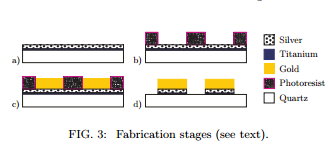 a)
b)
c)
d)
Silver
Titanium
Gold
Photoresist
Quartz
FIG. 3: Fabrication stages (see text).